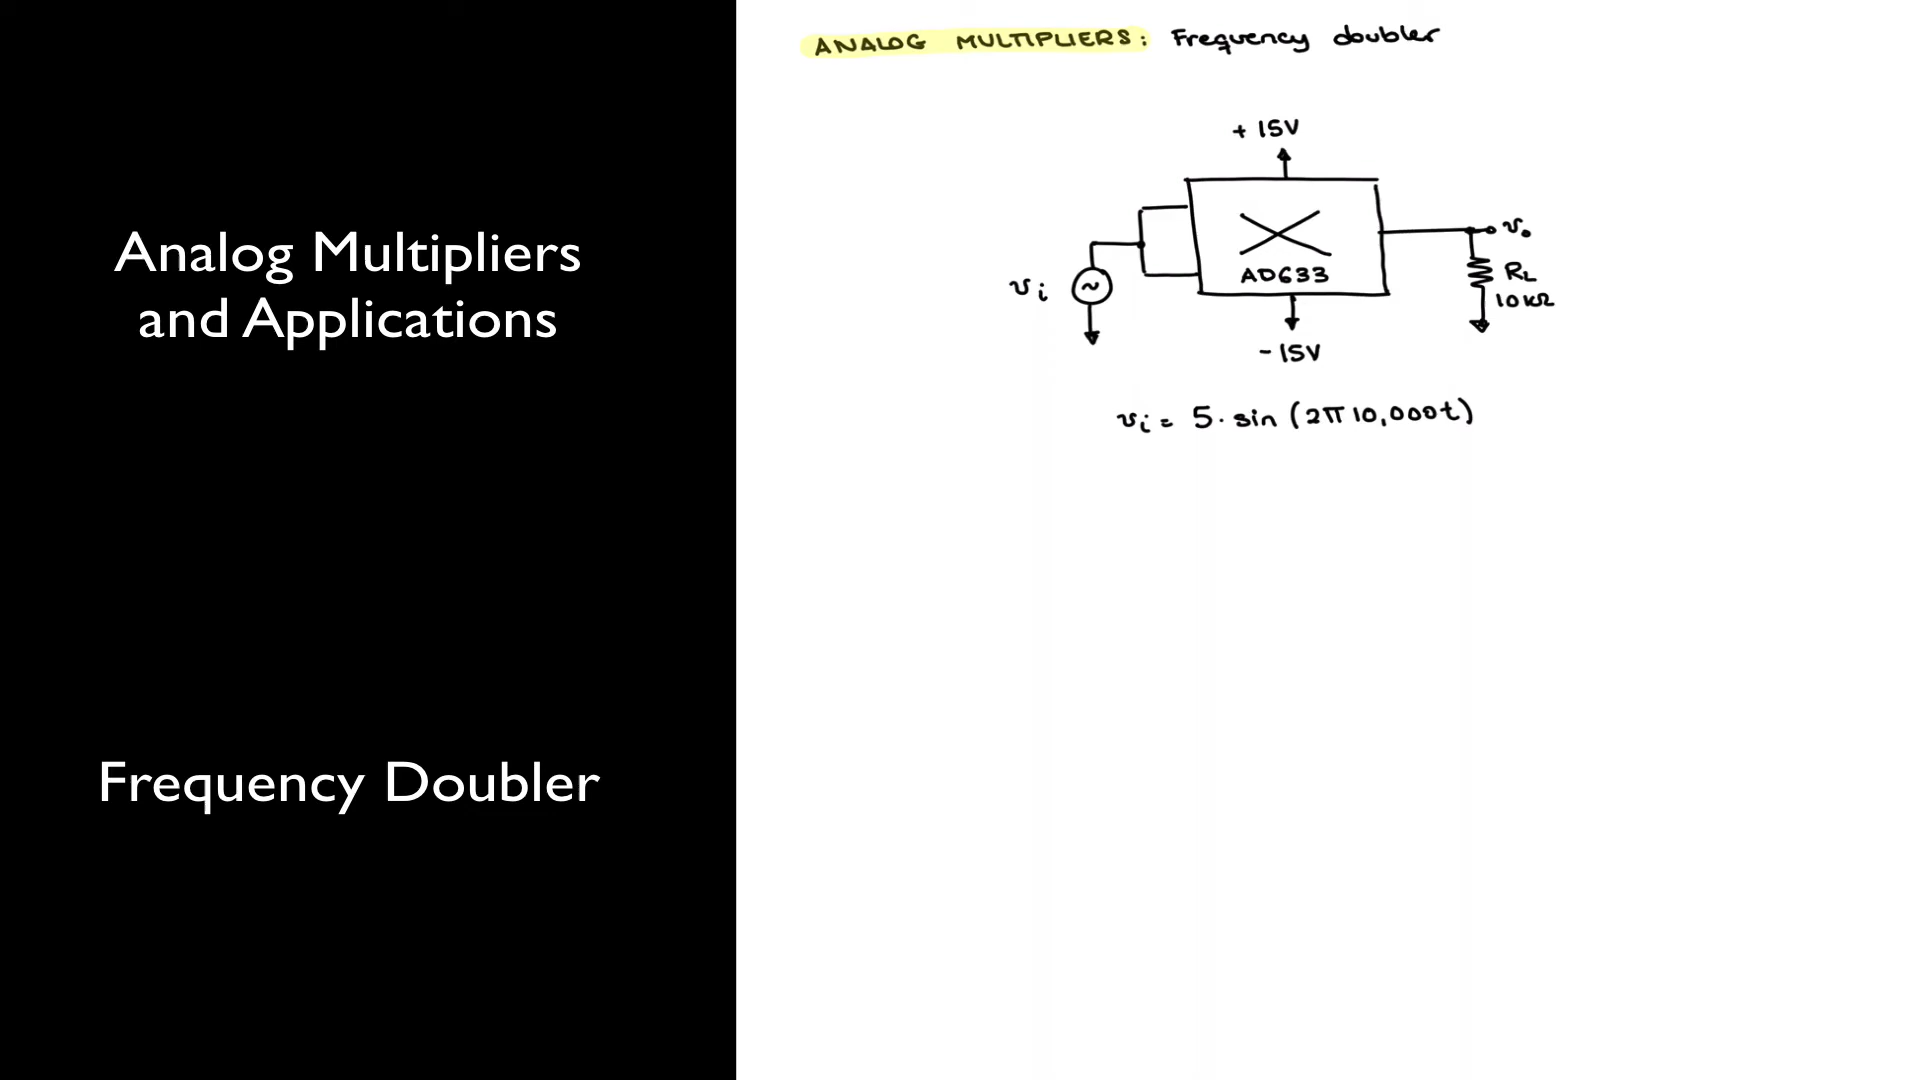 Analog Multipliers
and Applications
Frequency Doubler
ANALOG MULTIPLIERS: Frequency doubler
+ 15V
AD633
- 15V
vi
vo
RL
10kΩ
vi = 5 · sin (2π 10,000t)